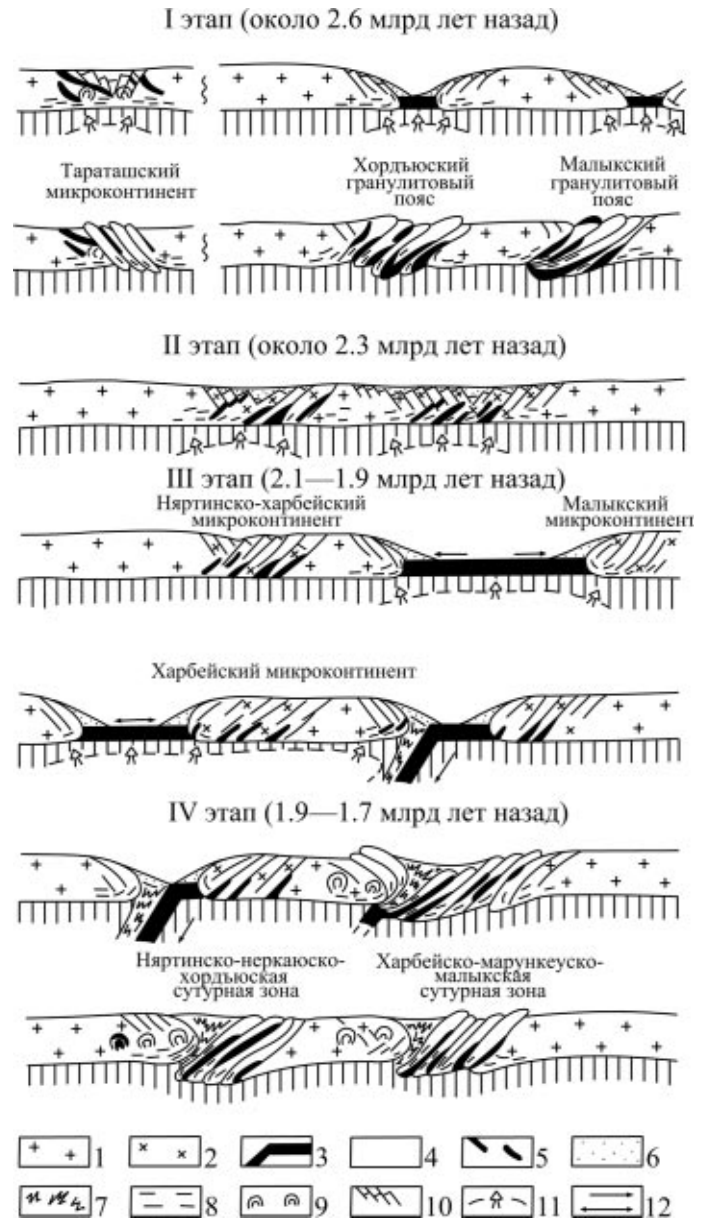 I этап (около 2.6 млрд лет назад)
Тараташский
микроконтинент
Хордъюский
гранулитовый
пояс
Малыкский
гранулитовый
пояс
II этап (около 2.3 млрд лет назад)
III этап (2.1—1.9 млрд лет назад)
Няртинско-харбейский
микроконтинент
Малыкский
микроконтинент
Харбейский микроконтинент
IV этап (1.9—1.7 млрд лет назад)
Няртинско-неркаюско-
хордъюская
сутурная зона
Харбейско-марункеуско-
малыкская
сутурная зона
1 2 3 4 5 6
7 8 9 10 11 12